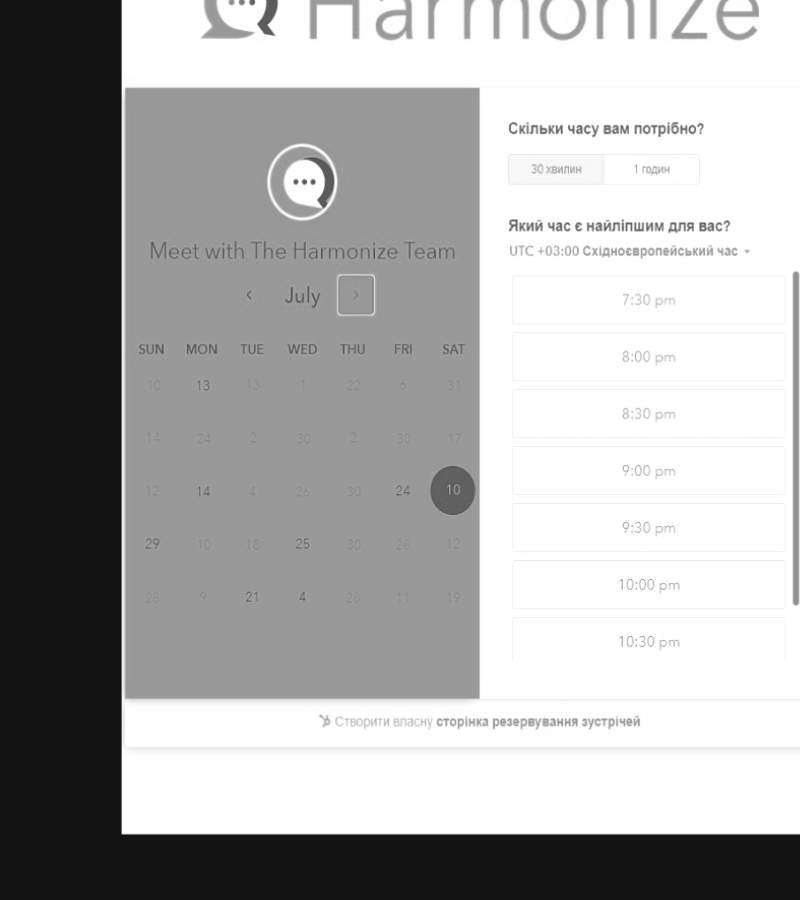 Harmonize
Meet with The Harmonize Team
July
SUN MON TUE WED THU FRI SAT
10 13 13 1 22 6 31
14 24 2 30 2 30 17
12 14 4 26 30 24 10
29 10 18 25 30 28 12
28 9 21 4 28 11 19
Скільки часу вам потрібно?
30 хвилин 1 годин
Який час є найліпшим для вас?
UTC +03:00 Східноєвропейський час
7:30 pm
8:00 pm
8:30 pm
9:00 pm
9:30 pm
10:00 pm
10:30 pm
Створити власну сторінка резервування зустрічей